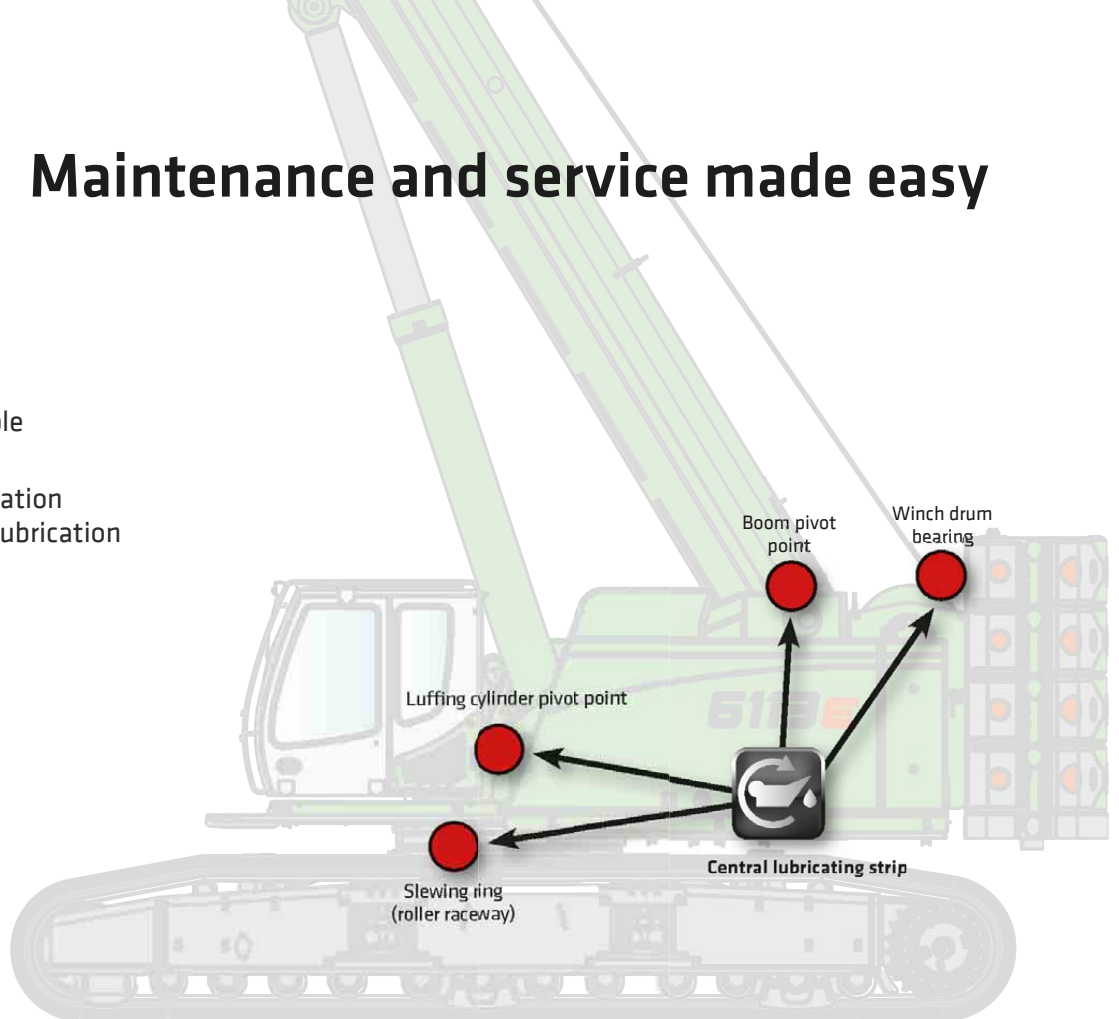 Maintenance and service made easy
le
ation
ubrication
Boom pivot
point
Winch drum
bearing
Luffing cylinder pivot point
6113E
Central lubricating strip
Slewing ring
(roller raceway)